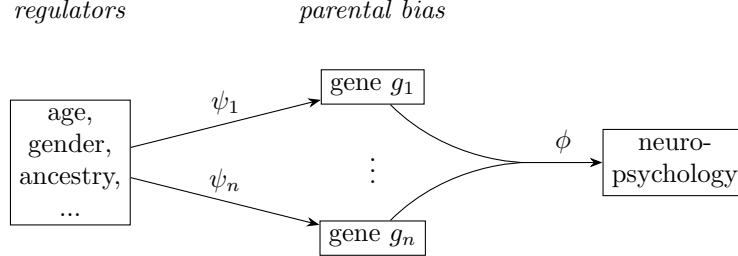 regulators
parental bias
age,
gender,
ancestry,
...
ψ₁
ψₙ
gene g₁
⋮
gene gₙ
ϕ
neuro-
psychology